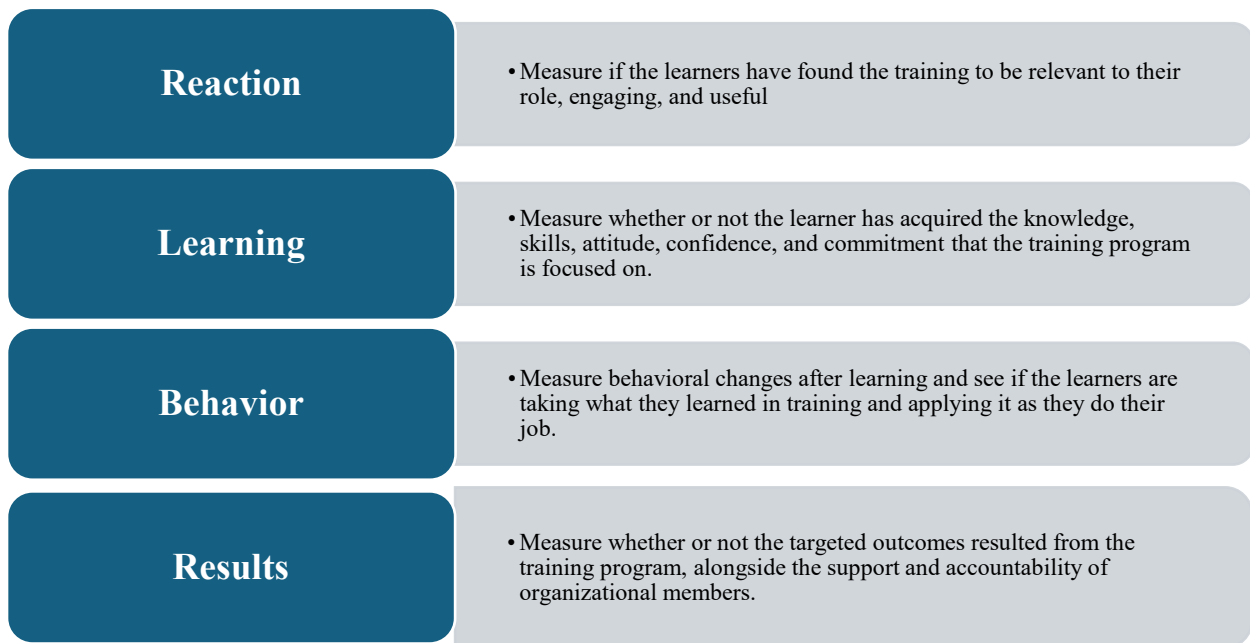 Reaction
• Measure if the learners have found the training to be relevant to their
role, engaging, and useful
Learning
• Measure whether or not the learner has acquired the knowledge,
skills, attitude, confidence, and commitment that the training program
is focused on.
Behavior
• Measure behavioral changes after learning and see if the learners are
taking what they learned in training and applying it as they do their
job.
Results
• Measure whether or not the targeted outcomes resulted from the
training program, alongside the support and accountability of
organizational members.